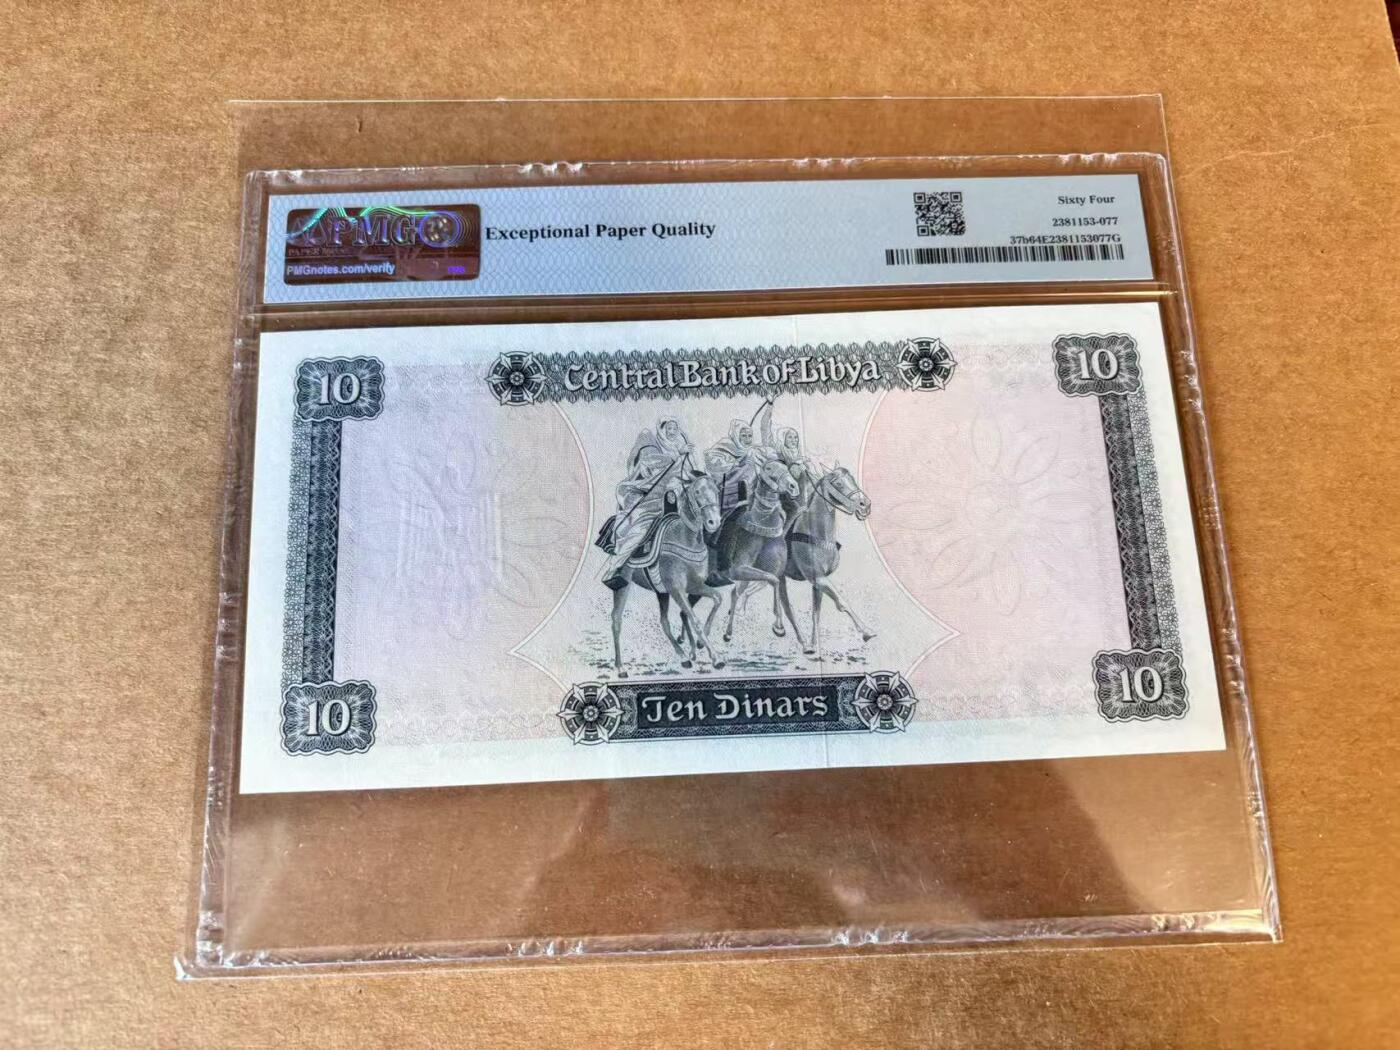 PMG
PMGnotes.com/verify
Exceptional Paper Quality
Sixty Four
2381153-077
37b64E2381153077G
10
Central Bank of Libya
10
10
Ten Dinars
10